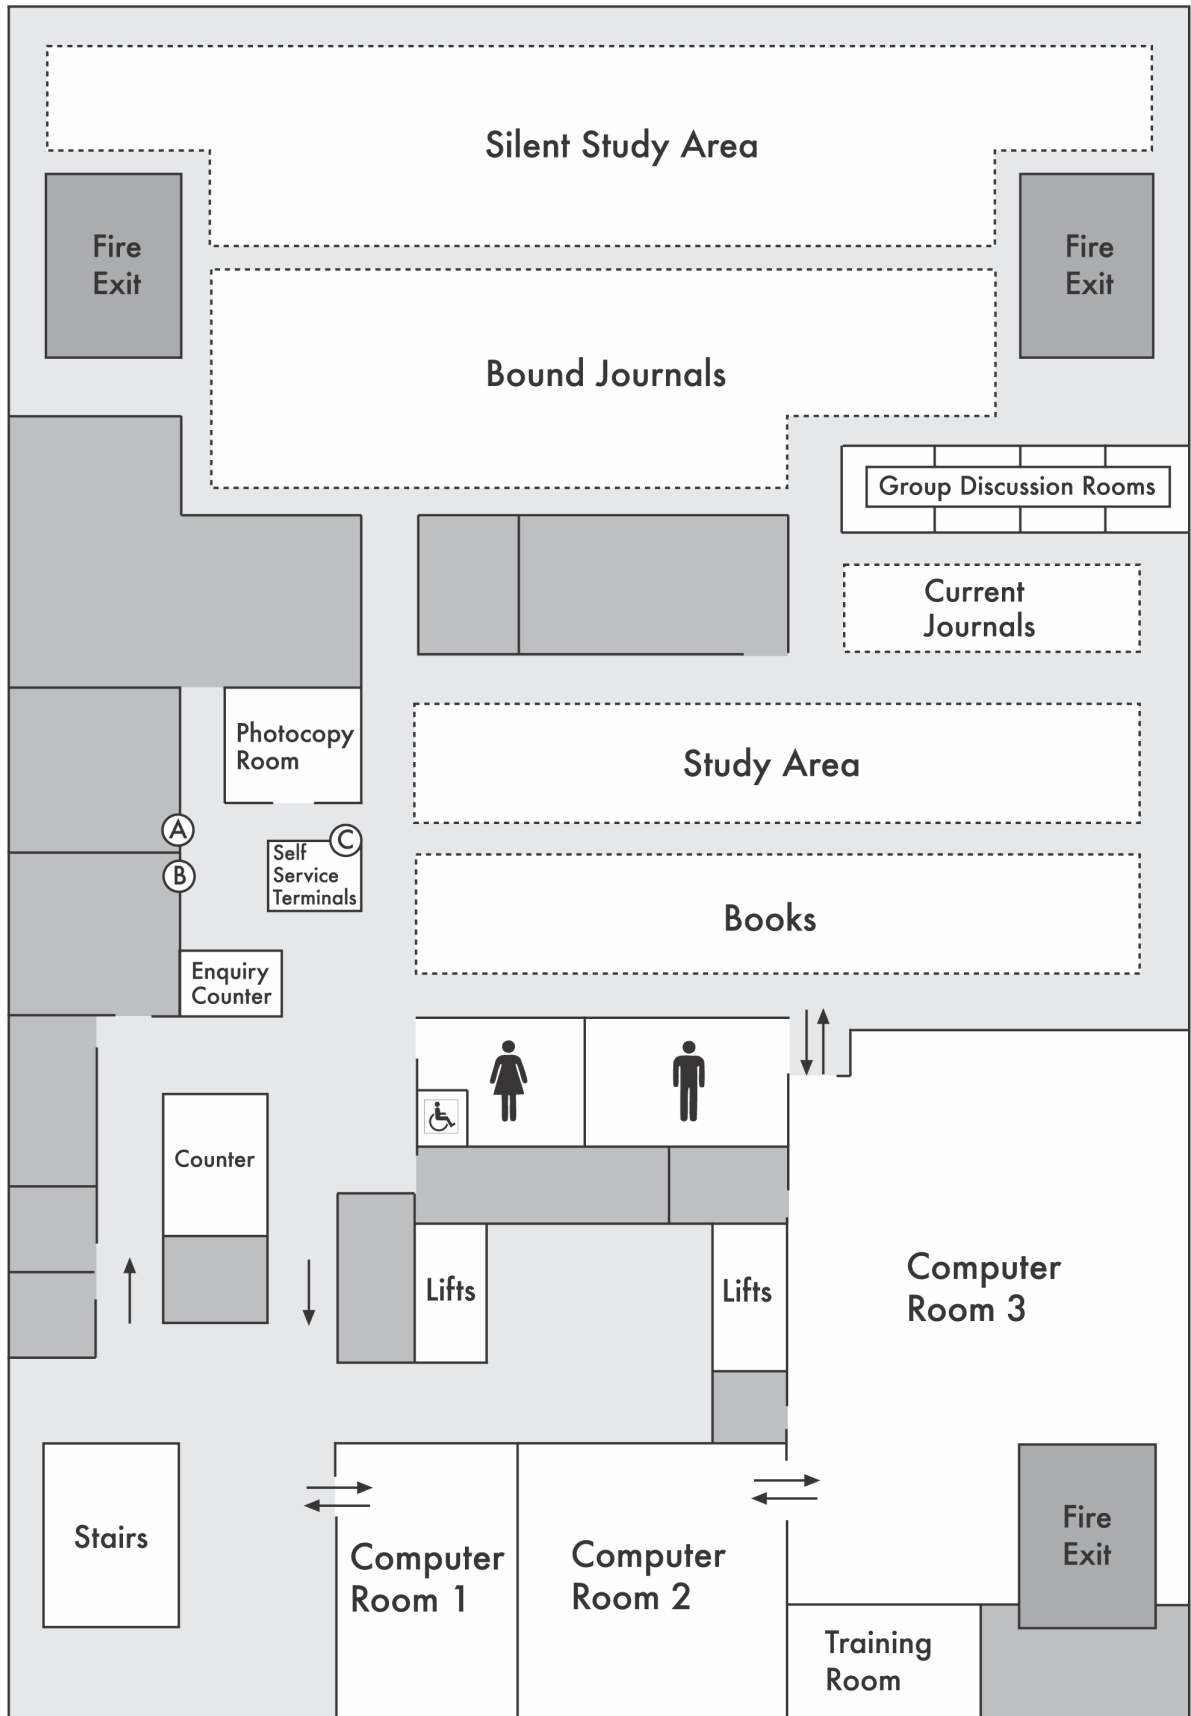 Silent Study Area
Fire
Exit
Fire
Exit
Bound Journals
Group Discussion Rooms
Current
Journals
Photocopy
Room
Study Area
A
B
C
Self
Service
Terminals
Books
Enquiry
Counter
Counter
Lifts
Lifts
Computer
Room 3
Stairs
Computer
Room 1
Computer
Room 2
Fire
Exit
Training
Room